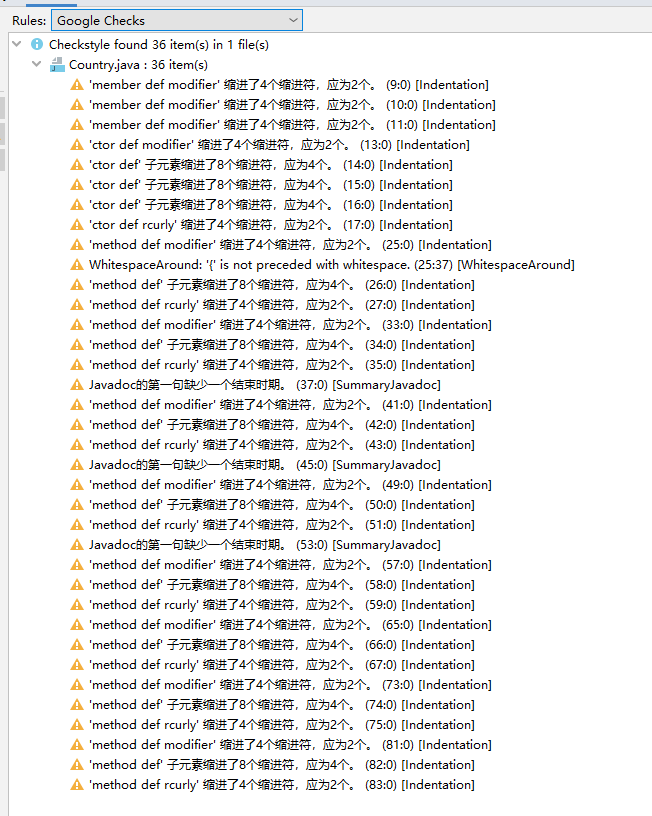 Rules: Google Checks
Checkstyle found 36 item(s) in 1 file(s)
Country.java : 36 item(s)
'member def modifier' 缩进了4个缩进符，应为2个。 (9:0) [Indentation]
'member def modifier' 缩进了4个缩进符，应为2个。 (10:0) [Indentation]
'member def modifier' 缩进了4个缩进符，应为2个。 (11:0) [Indentation]
'ctor def modifier' 缩进了4个缩进符，应为2个。 (13:0) [Indentation]
'ctor def' 子元素缩进了8个缩进符，应为4个。 (14:0) [Indentation]
'ctor def' 子元素缩进了8个缩进符，应为4个。 (15:0) [Indentation]
'ctor def' 子元素缩进了8个缩进符，应为4个。 (16:0) [Indentation]
'ctor def rcurly' 缩进了4个缩进符，应为2个。 (17:0) [Indentation]
'method def modifier' 缩进了4个缩进符，应为2个。 (25:0) [Indentation]
WhitespaceAround: '{' is not preceded with whitespace. (25:37) [WhitespaceAround]
'method def' 子元素缩进了8个缩进符，应为4个。 (26:0) [Indentation]
'method def rcurly' 缩进了4个缩进符，应为2个。 (27:0) [Indentation]
'method def modifier' 缩进了4个缩进符，应为2个。 (33:0) [Indentation]
'method def' 子元素缩进了8个缩进符，应为4个。 (34:0) [Indentation]
'method def rcurly' 缩进了4个缩进符，应为2个。 (35:0) [Indentation]
Javadoc的第一句缺少一个结束时期。 (37:0) [SummaryJavadoc]
'method def modifier' 缩进了4个缩进符，应为2个。 (41:0) [Indentation]
'method def' 子元素缩进了8个缩进符，应为4个。 (42:0) [Indentation]
'method def rcurly' 缩进了4个缩进符，应为2个。 (43:0) [Indentation]
Javadoc的第一句缺少一个结束时期。 (45:0) [SummaryJavadoc]
'method def modifier' 缩进了4个缩进符，应为2个。 (49:0) [Indentation]
'method def' 子元素缩进了8个缩进符，应为4个。 (50:0) [Indentation]
'method def rcurly' 缩进了4个缩进符，应为2个。 (51:0) [Indentation]
Javadoc的第一句缺少一个结束时期。 (53:0) [SummaryJavadoc]
'method def modifier' 缩进了4个缩进符，应为2个。 (57:0) [Indentation]
'method def' 子元素缩进了8个缩进符，应为4个。 (58:0) [Indentation]
'method def rcurly' 缩进了4个缩进符，应为2个。 (59:0) [Indentation]
'method def modifier' 缩进了4个缩进符，应为2个。 (65:0) [Indentation]
'method def' 子元素缩进了8个缩进符，应为4个。 (66:0) [Indentation]
'method def rcurly' 缩进了4个缩进符，应为2个。 (67:0) [Indentation]
'method def modifier' 缩进了4个缩进符，应为2个。 (73:0) [Indentation]
'method def' 子元素缩进了8个缩进符，应为4个。 (74:0) [Indentation]
'method def rcurly' 缩进了4个缩进符，应为2个。 (75:0) [Indentation]
'method def modifier' 缩进了4个缩进符，应为2个。 (81:0) [Indentation]
'method def' 子元素缩进了8个缩进符，应为4个。 (82:0) [Indentation]
'method def rcurly' 缩进了4个缩进符，应为2个。 (83:0) [Indentation]